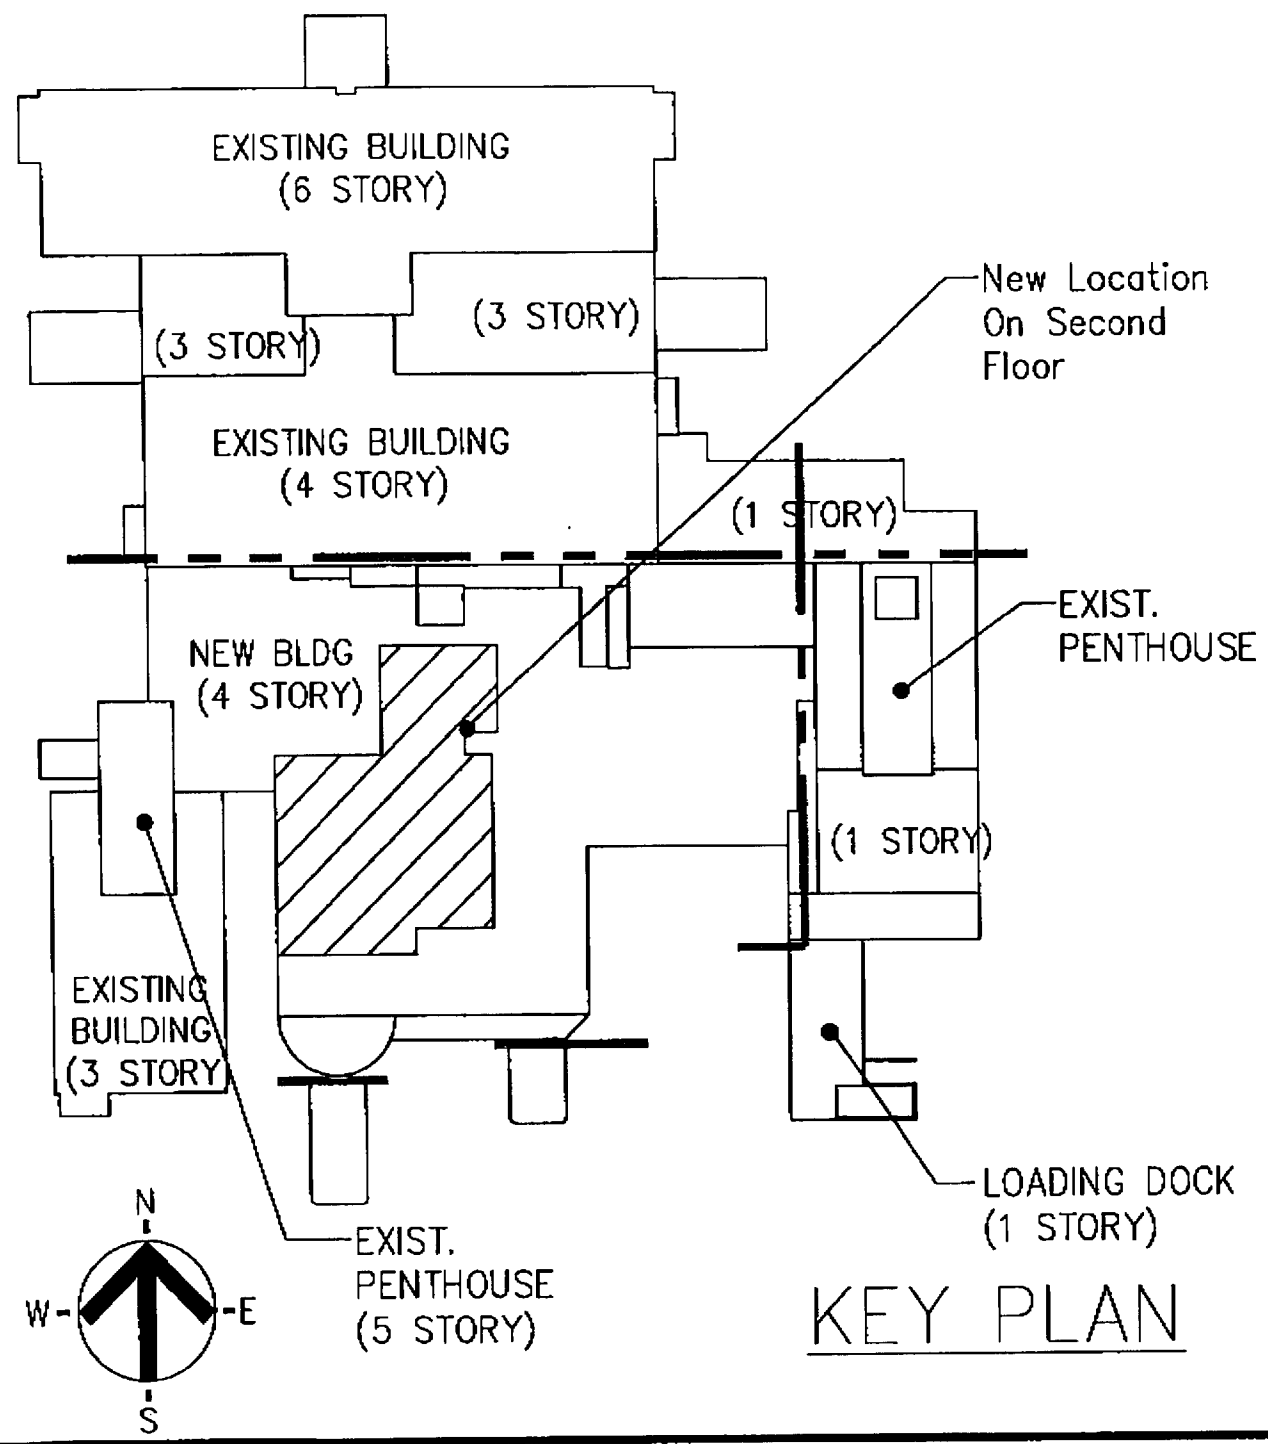 EXISTING BUILDING
(6 STORY)
New Location
On Second
Floor
(3 STORY)
(3 STORY)
EXISTING BUILDING
(4 STORY)
(1 STORY)
EXIST.
PENTHOUSE
NEW BLDG
(4 STORY)
(1 STORY)
EXISTING
BUILDING
(3 STORY)
LOADING DOCK
(1 STORY)
EXIST.
PENTHOUSE
(5 STORY)
N
W
E
S
KEY PLAN